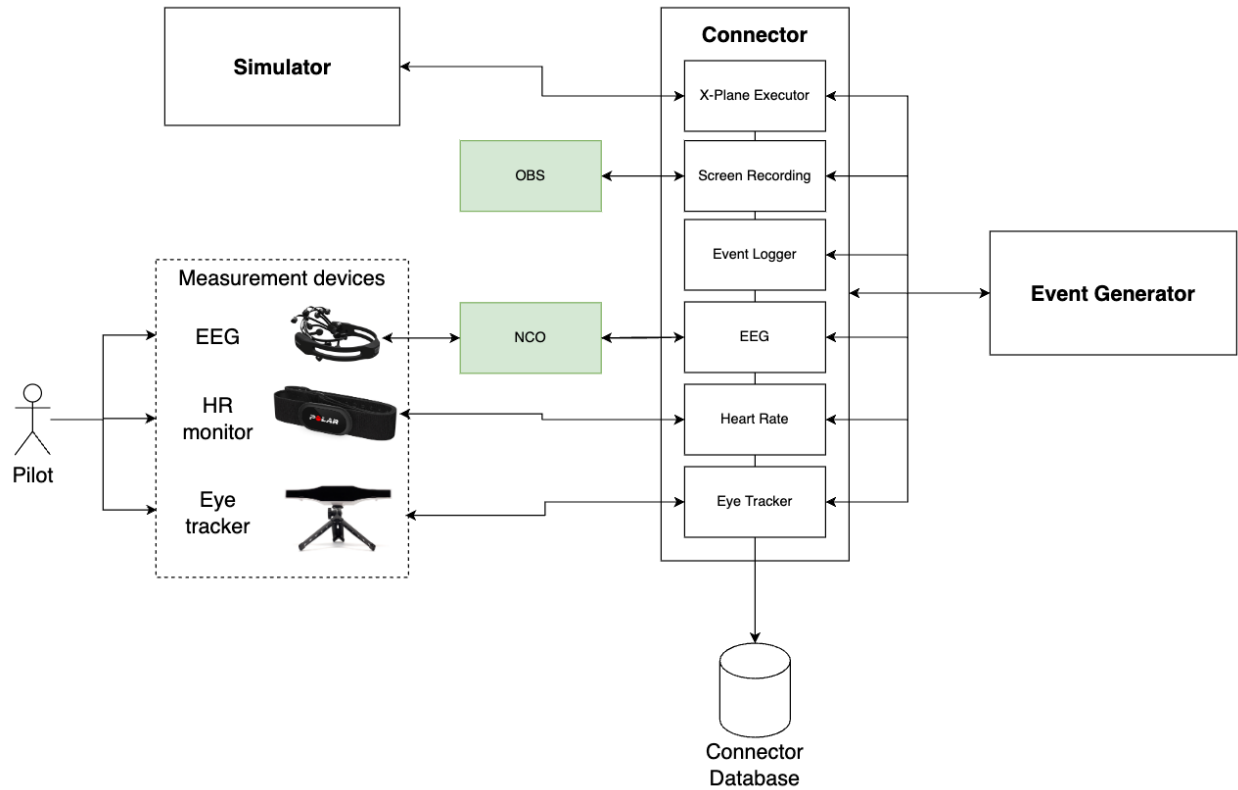 Simulator
Connector
X-Plane Executor
OBS
Screen Recording
Event Logger
Event Generator
Measurement devices
EEG
NCO
EEG
HR
monitor
POLAR
Heart Rate
Eye
tracker
Eye Tracker
Pilot
Connector
Database